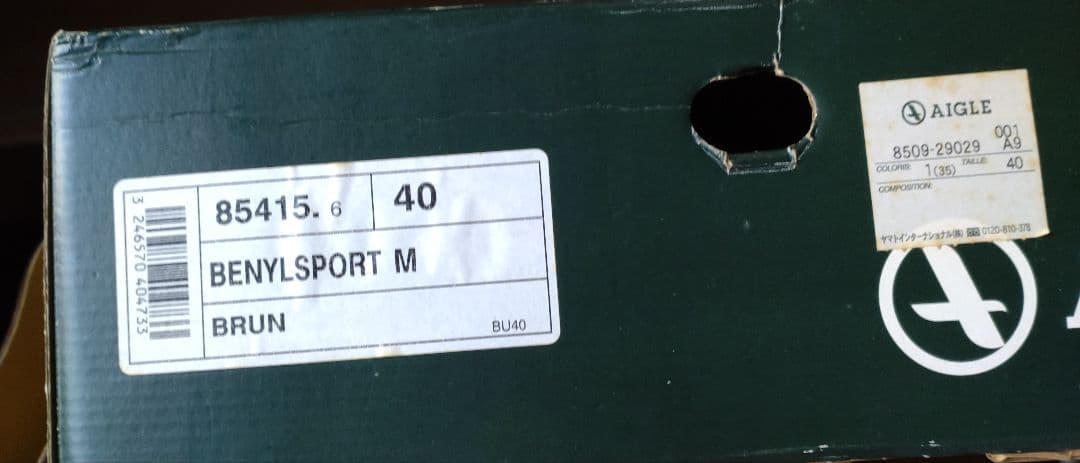 3 246570 404733
85415. 6
40
BENYLSPORT M
BRUN
BU40
AIGLE
001
8509-29029 A9
COLORIS 1(35) TAILLE 40
COMPOSITION
ヤマトインターナショナル(株) 0120-810-378